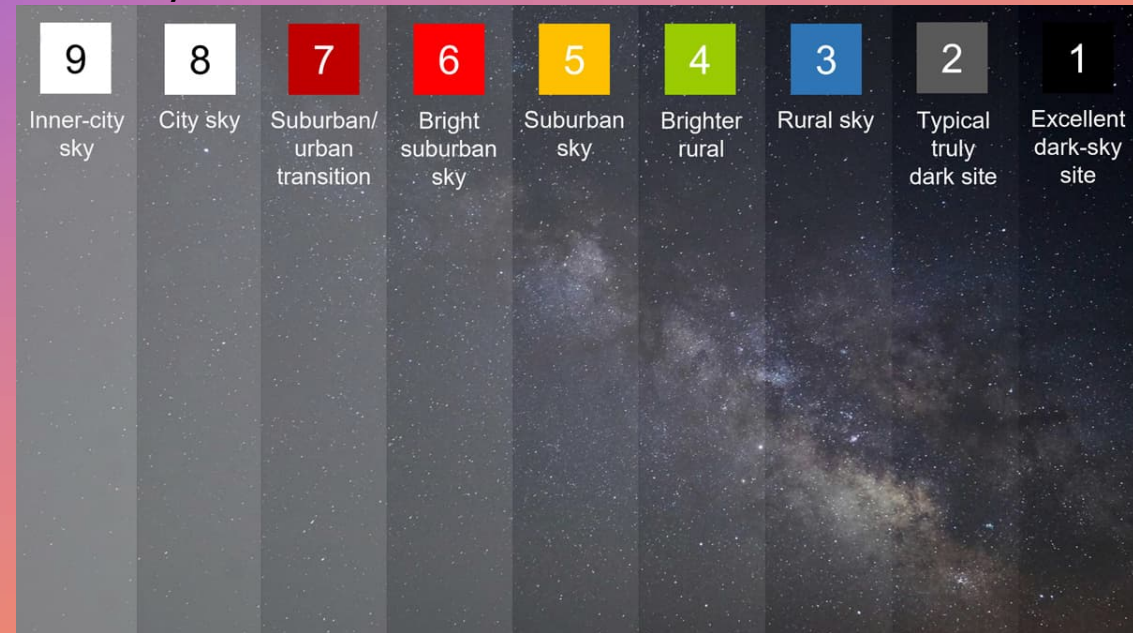 9
Inner-city
sky
8
City sky
7
Suburban/
urban
transition
6
Bright
suburban
sky
5
Suburban
sky
4
Brighter
rural
3
Rural sky
2
Typical
truly
dark site
1
Excellent
dark-sky
site